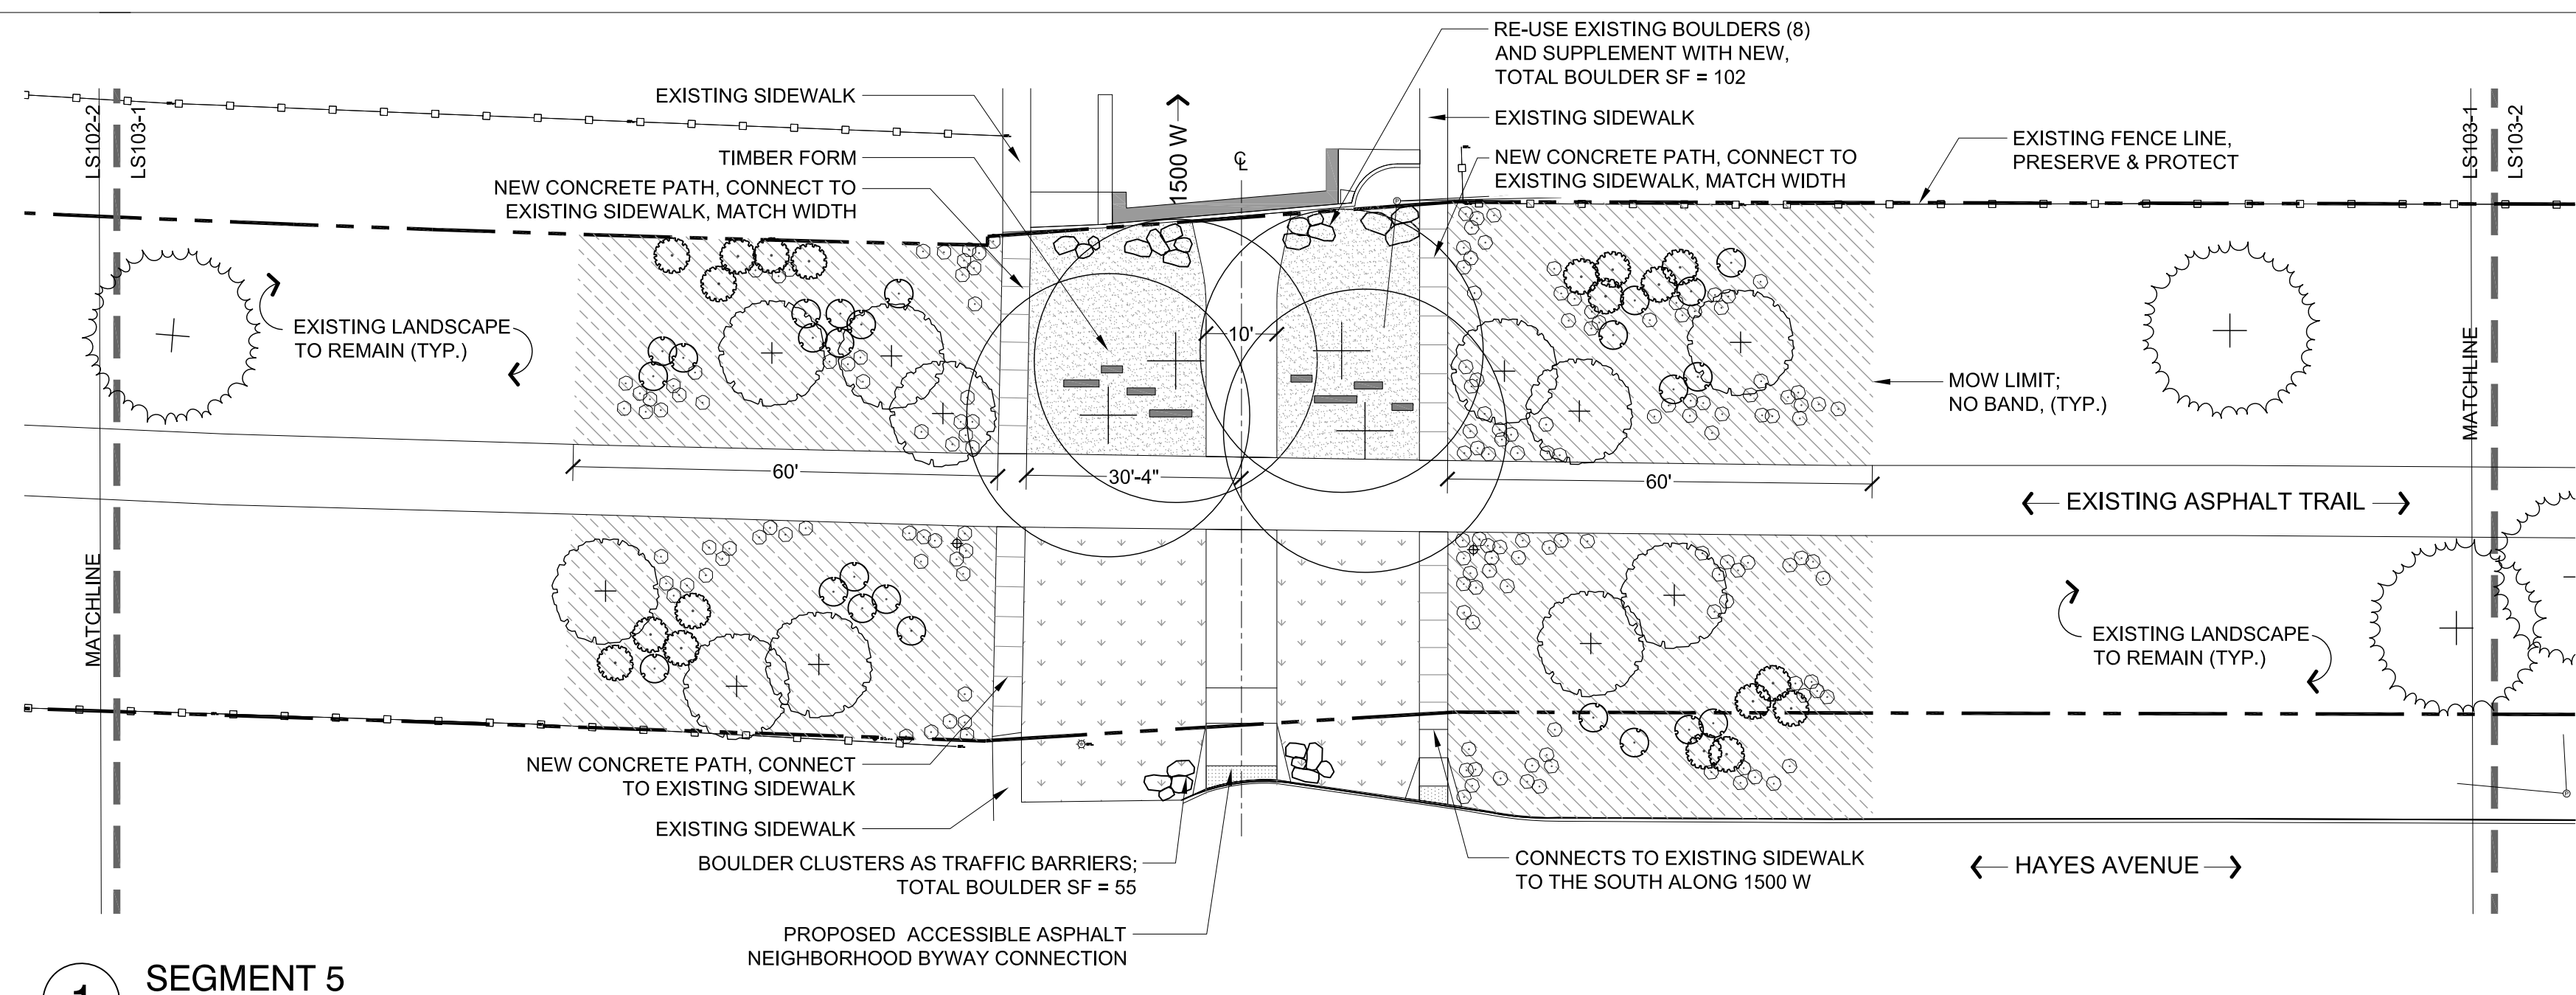 RE-USE EXISTING BOULDERS (8)
AND SUPPLEMENT WITH NEW,
TOTAL BOULDER SF = 102
EXISTING SIDEWALK
EXISTING SIDEWALK
LS102-2
LS103-1
1500 W
℄
EXISTING FENCE LINE,
PRESERVE & PROTECT
LS103-1
LS103-2
TIMBER FORM
NEW CONCRETE PATH, CONNECT TO
EXISTING SIDEWALK, MATCH WIDTH
NEW CONCRETE PATH, CONNECT TO
EXISTING SIDEWALK, MATCH WIDTH
EXISTING LANDSCAPE
TO REMAIN (TYP.)
10'
MOW LIMIT;
NO BAND, (TYP.)
MATCHLINE
60'
30'-4"
60'
EXISTING ASPHALT TRAIL
MATCHLINE
EXISTING LANDSCAPE
TO REMAIN (TYP.)
NEW CONCRETE PATH, CONNECT
TO EXISTING SIDEWALK
EXISTING SIDEWALK
BOULDER CLUSTERS AS TRAFFIC BARRIERS;
TOTAL BOULDER SF = 55
CONNECTS TO EXISTING SIDEWALK
TO THE SOUTH ALONG 1500 W
HAYES AVENUE
PROPOSED ACCESSIBLE ASPHALT
NEIGHBORHOOD BYWAY CONNECTION
1
SEGMENT 5